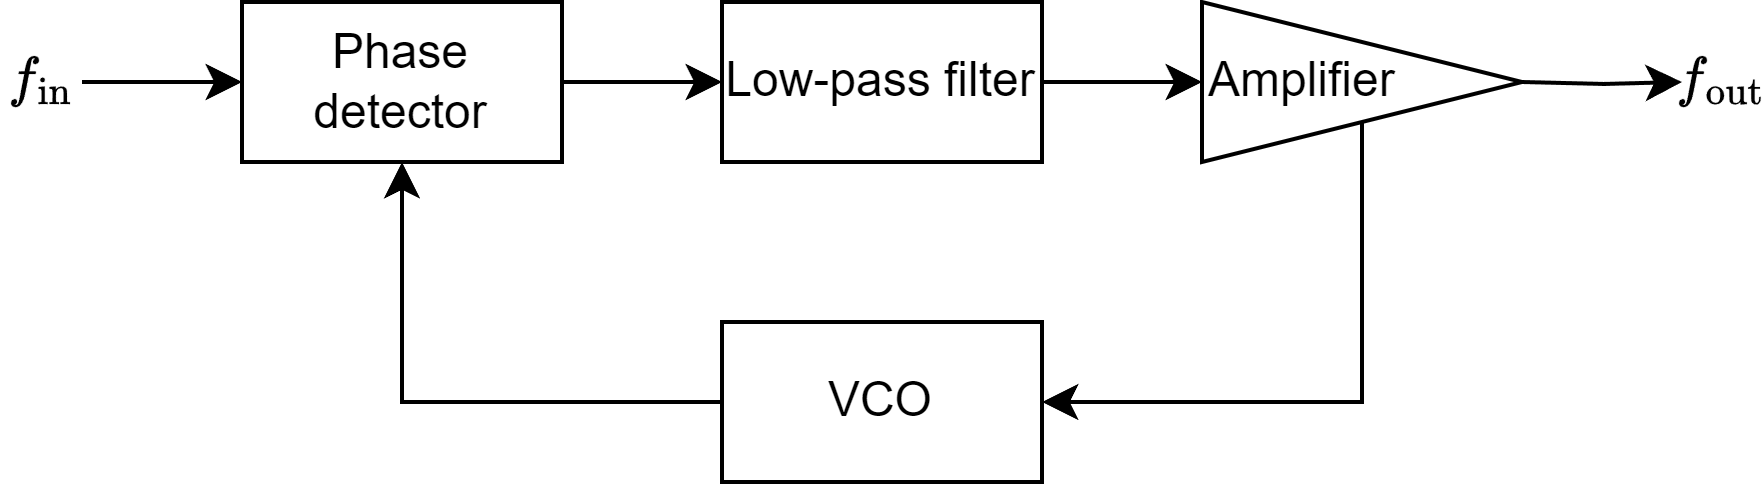 f_in
Phase
detector
Low-pass filter
Amplifier
f_out
VCO